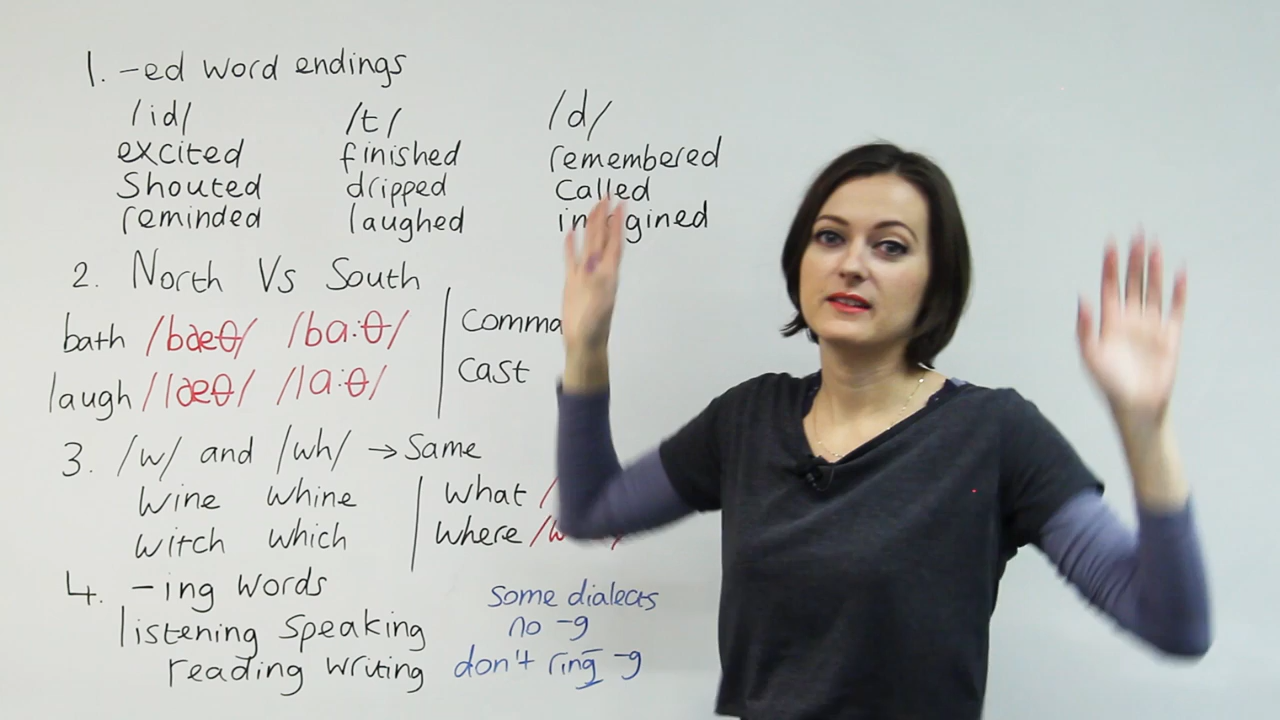 1. -ed word endings
/id/ /t/ /d/
excited finished remembered
Shouted dripped Called
reminded laughed
2. North Vs South
bath /bæθ/ /ba:θ/
laugh /læθ/ /la:θ/
Cast
3. /w/ and /wh/ → Same
Wine Whine What
Witch Which Where
4. -ing words
listening speaking
reading writing
Some dialects
no -g
don't ring -g